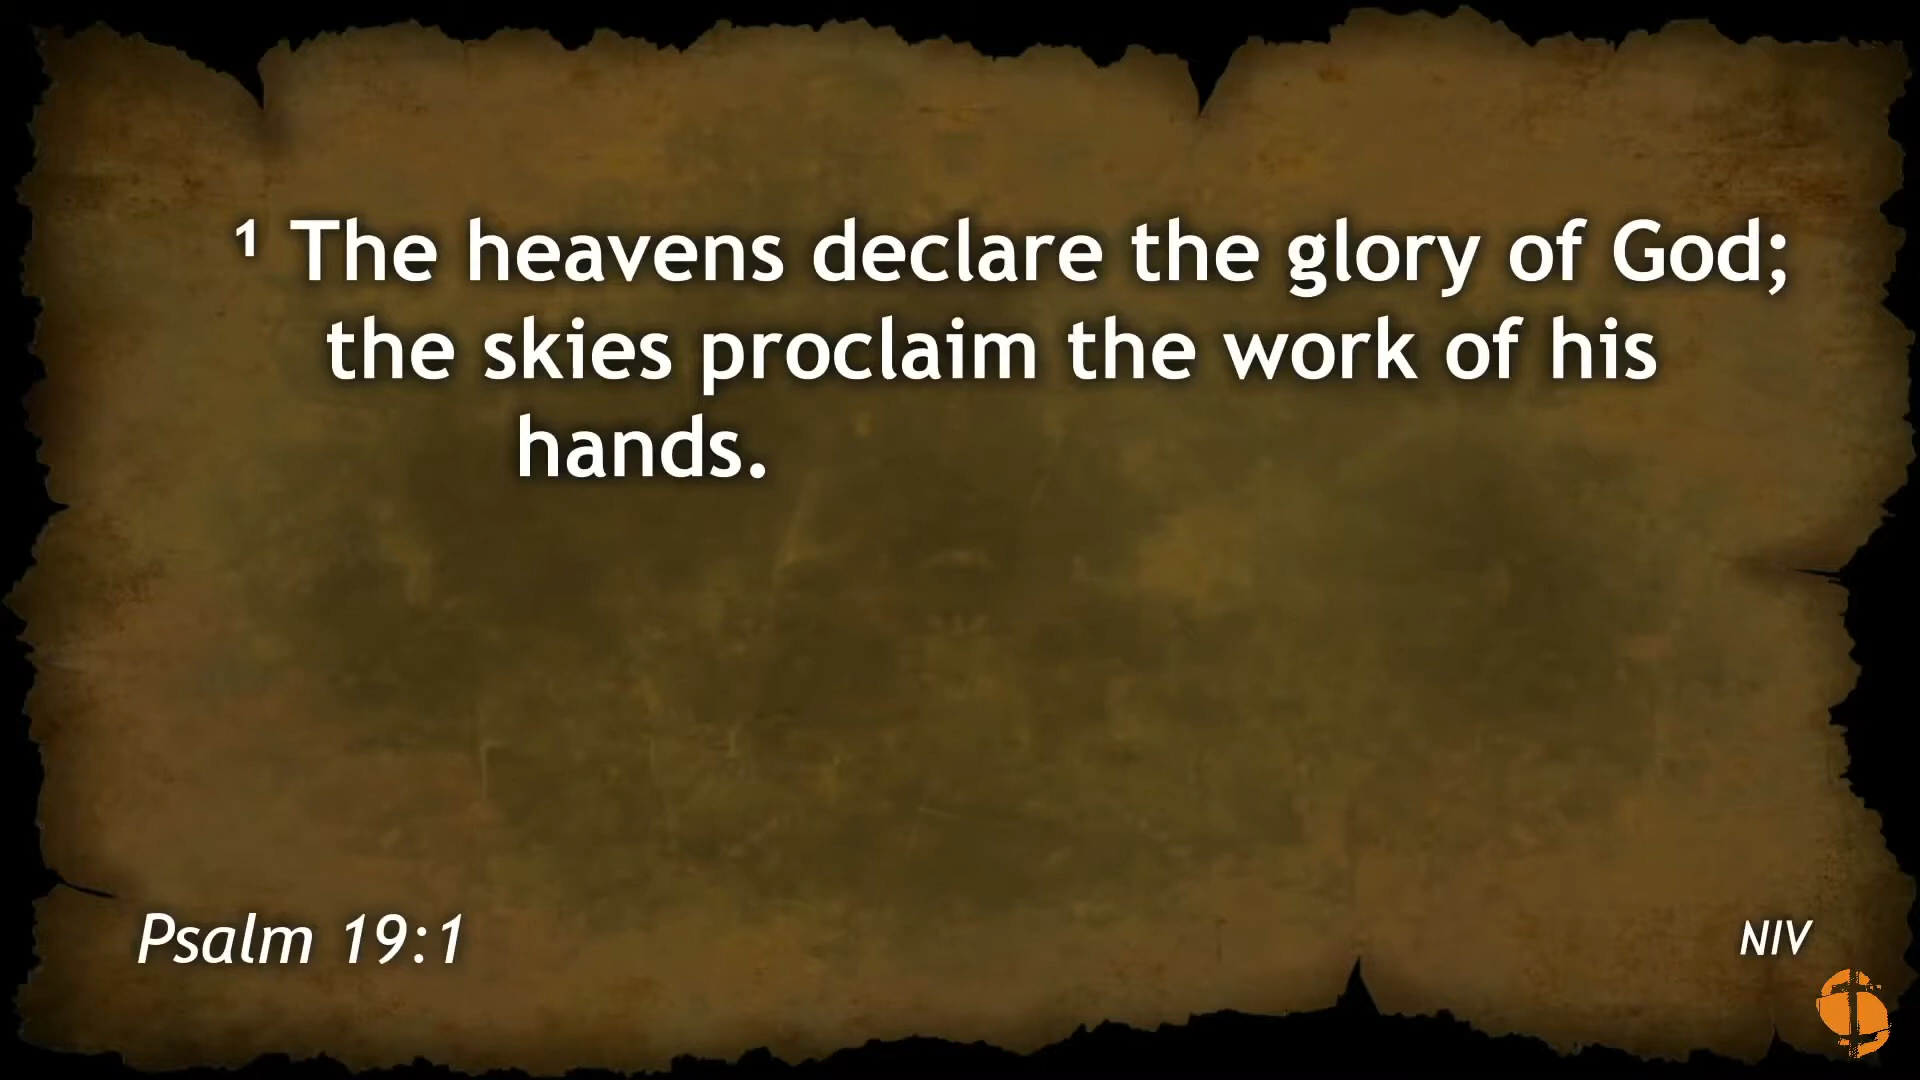 ¹ The heavens declare the glory of God;
the skies proclaim the work of his
hands.
Psalm 19:1
NIV